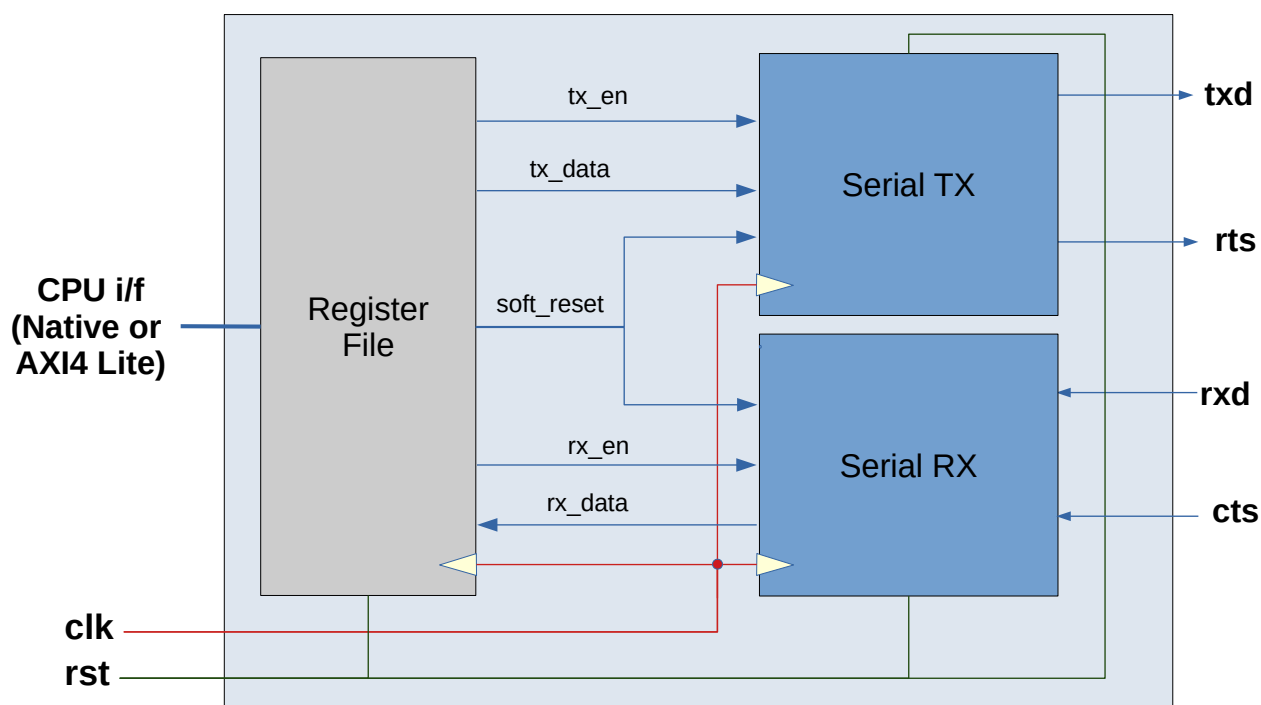 tx_en
txd
tx_data
Serial TX
rts
CPU i/f
(Native or
AXI4 Lite)
Register
File
soft_reset
rxd
rx_en
Serial RX
rx_data
cts
clk
rst